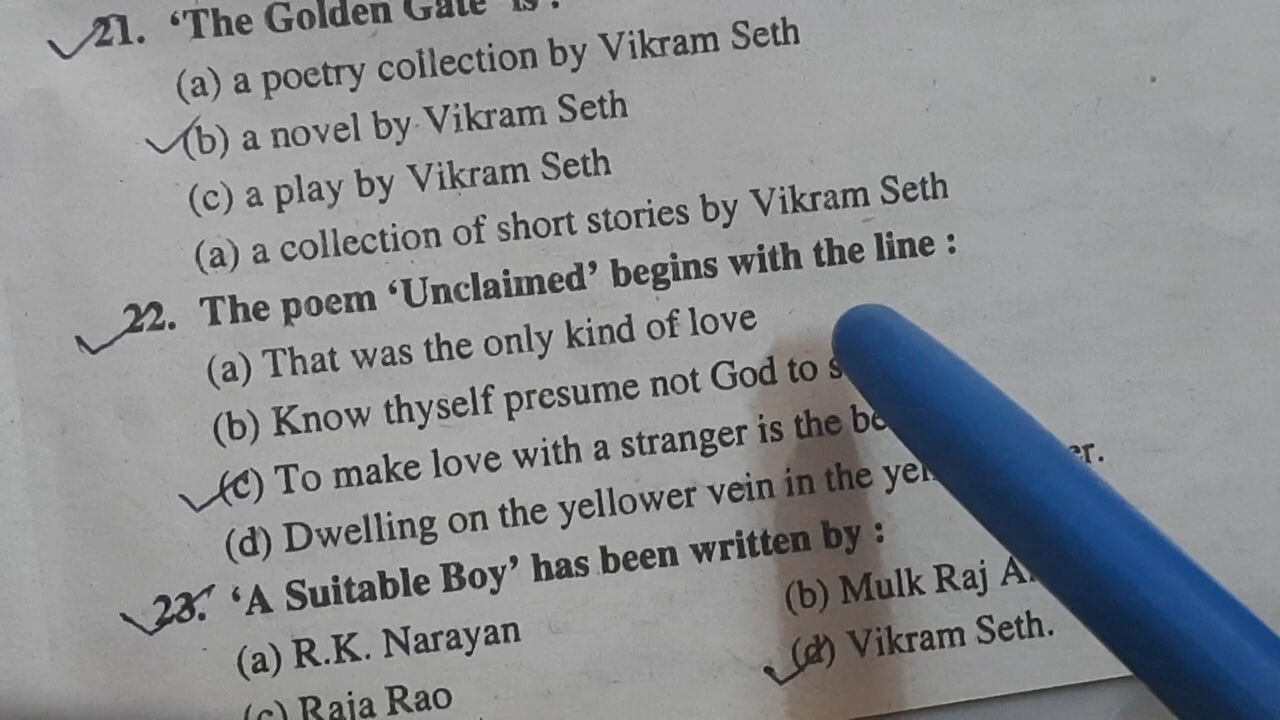 21. ‘The Golden Gate’ is :
(a) a poetry collection by Vikram Seth
(b) a novel by Vikram Seth
(c) a play by Vikram Seth
(a) a collection of short stories by Vikram Seth
22. The poem ‘Unclaimed’ begins with the line :
(a) That was the only kind of love
(b) Know thyself presume not God to
(c) To make love with a stranger is the
(d) Dwelling on the yellower vein in the
23. ‘A Suitable Boy’ has been written by :
(a) R.K. Narayan (b) Mulk Raj
(c) Raja Rao (d) Vikram Seth.